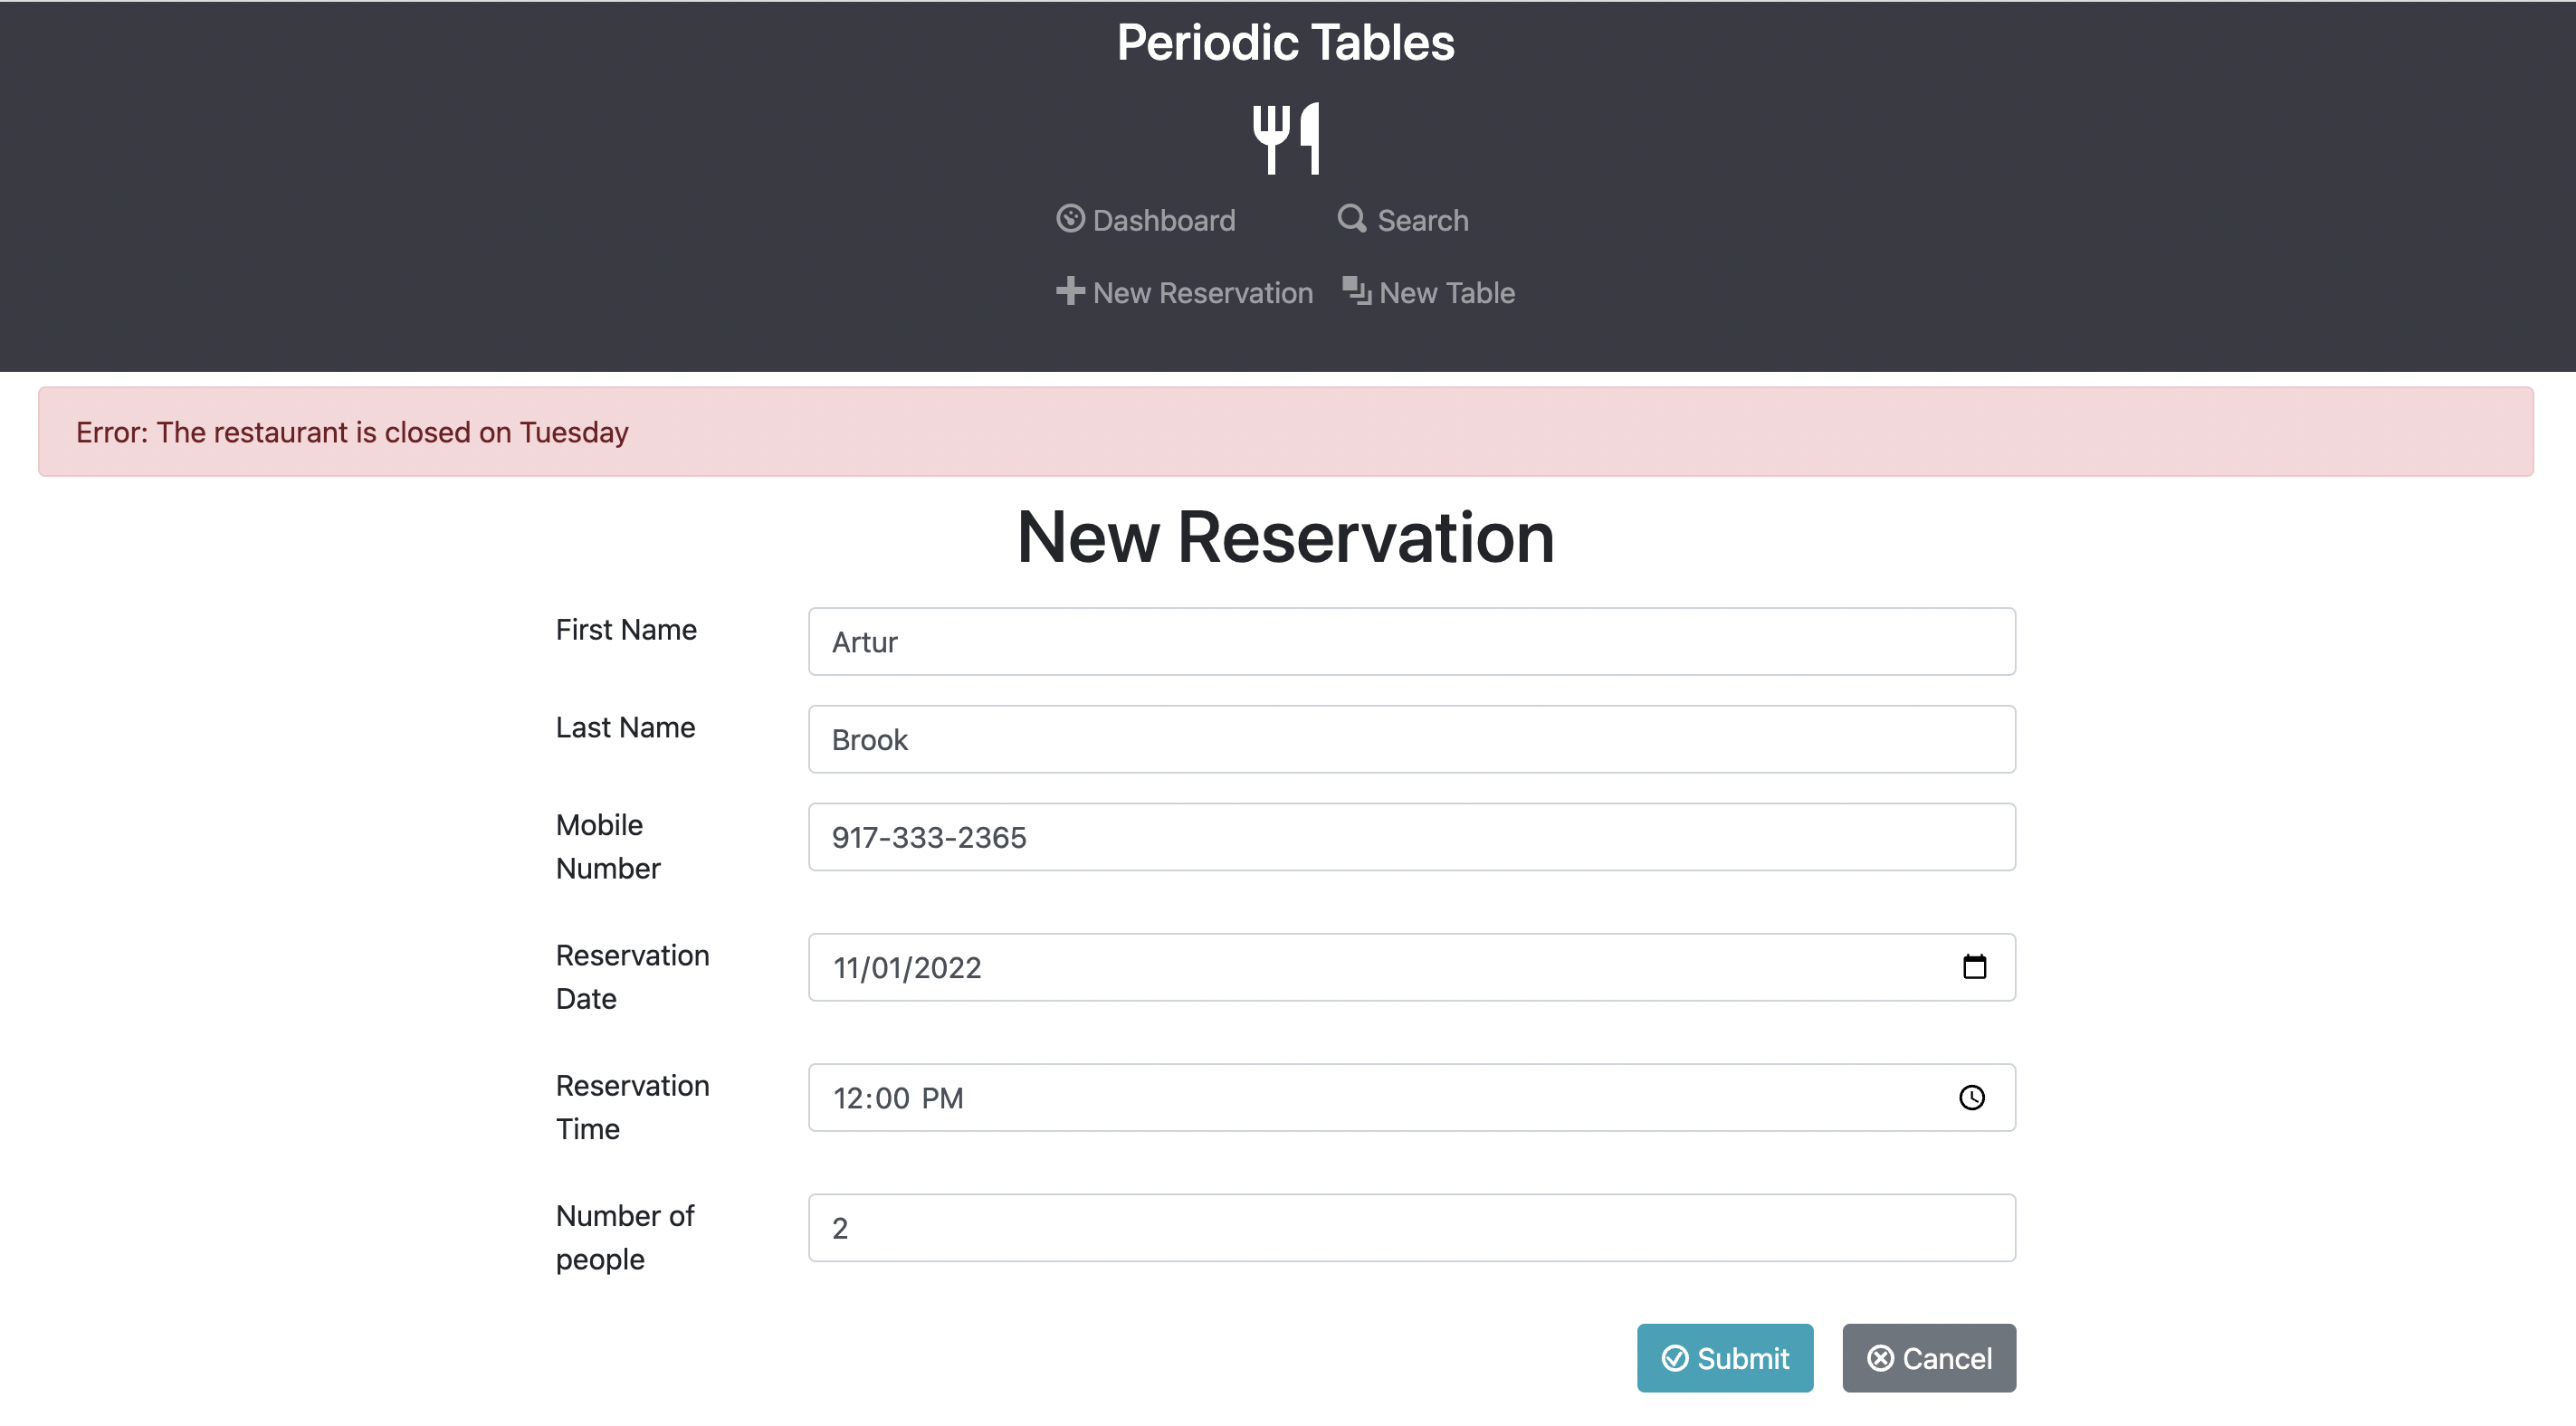 Periodic Tables
Dashboard
Search
New Reservation
New Table
Error: The restaurant is closed on Tuesday
New Reservation
First Name
Artur
Last Name
Brook
Mobile
Number
917-333-2365
Reservation
Date
11/01/2022
Reservation
Time
12:00 PM
Number of
people
2
Submit
Cancel